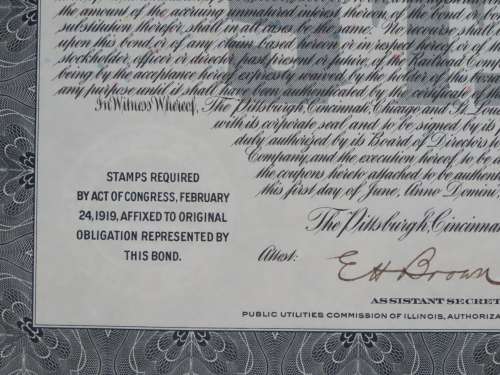 the amount of the accruing unmatured interest thereon, of the bond, or bo
substitution therefor, shall in all cases be the same. No recourse shall
upon this bond, or of any claim based hereon or in respect hereof or of
stockholder, officer or director, past, present or future, of the Railroad Comp
being by the acceptance hereof expressly waived by the holder of this
any purpose until it shall have been authenticated by the certificate of the
In Witness Whereof, The Pittsburgh, Cincinnati, Chicago and St. Lou
with its corporate seal and to be signed by its
duly authorized by its Board of Directors fo
Company, and the execution hereof to be
the coupons hereto attached to be authent
this first day of June, Anno Domini
STAMPS REQUIRED
BY ACT OF CONGRESS, FEBRUARY
24, 1919, AFFIXED TO ORIGINAL
OBLIGATION REPRESENTED BY
THIS BOND.
The Pittsburgh, Cincinna
Attest:
E H Brown
ASSISTANT SECRET
PUBLIC UTILITIES COMMISSION OF ILLINOIS, AUTHORIZA